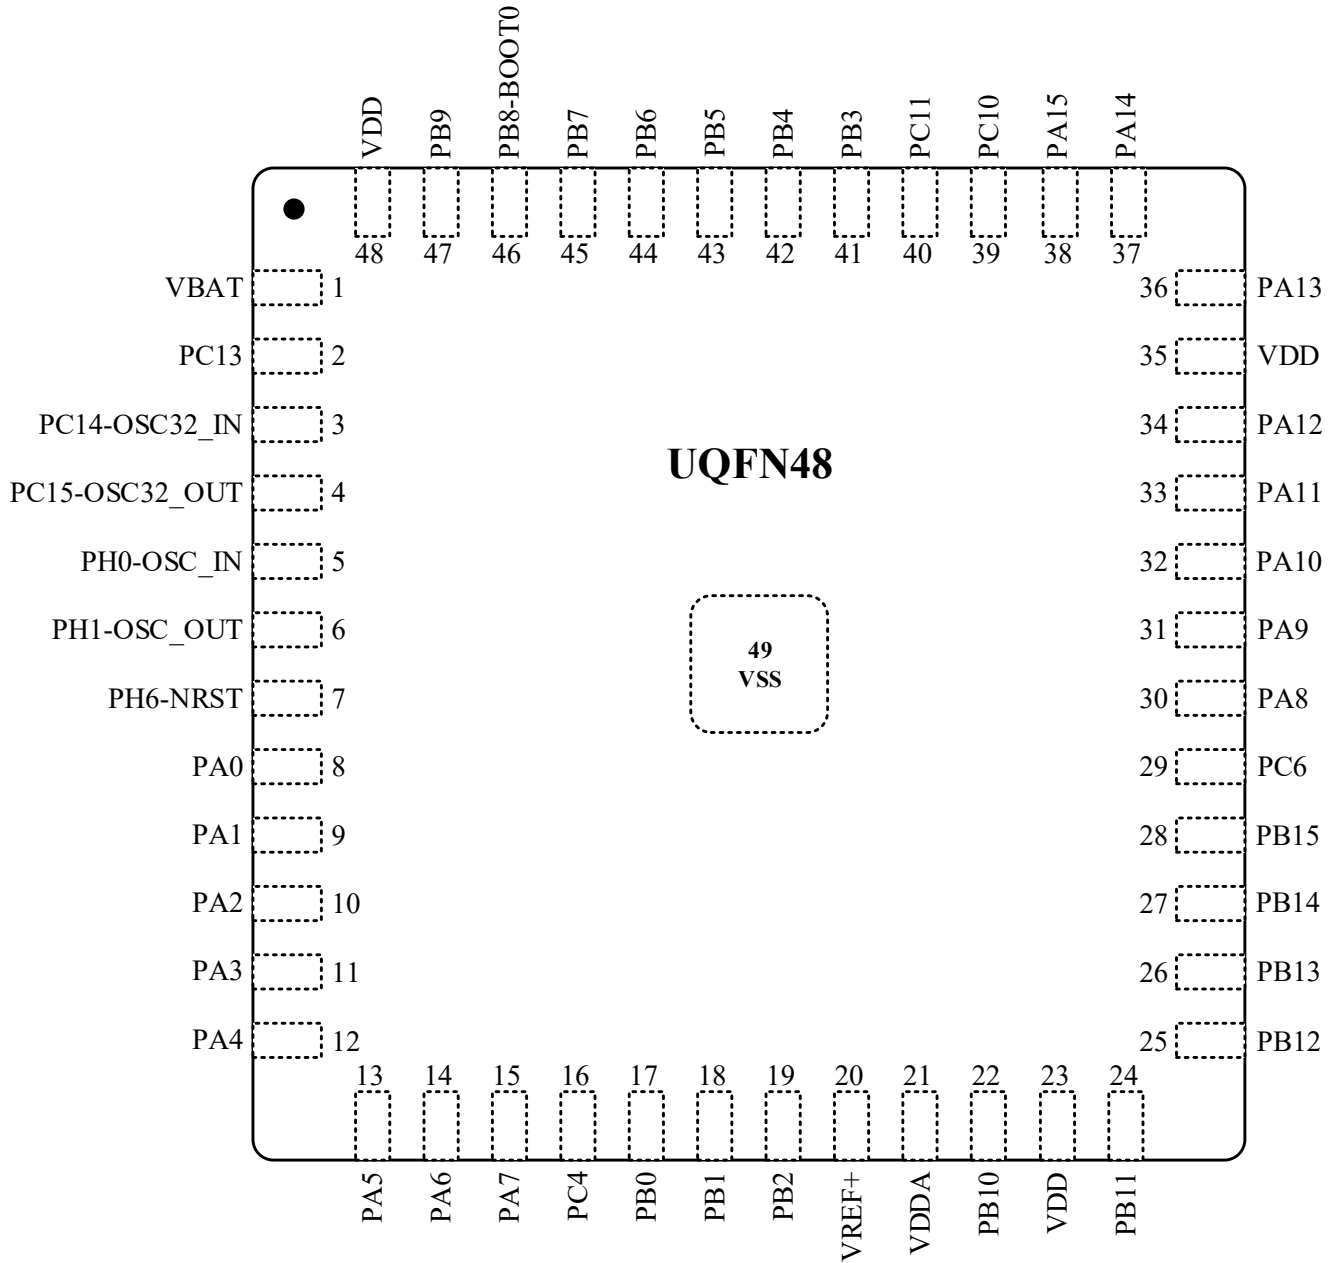 VDD PB9 PB8-BOOT0 PB7 PB6 PB5 PB4 PB3 PC11 PC10 PA15 PA14
48 47 46 45 44 43 42 41 40 39 38 37
VBAT 1 36 PA13
PC13 2 35 VDD
PC14-OSC32_IN 3 34 PA12
UQFN48
PC15-OSC32_OUT 4 33 PA11
PH0-OSC_IN 5 32 PA10
PH1-OSC_OUT 6 31 PA9
49
VSS
PH6-NRST 7 30 PA8
PA0 8 29 PC6
PA1 9 28 PB15
PA2 10 27 PB14
PA3 11 26 PB13
PA4 12 25 PB12
13 14 15 16 17 18 19 20 21 22 23 24
PA5 PA6 PA7 PC4 PB0 PB1 PB2 VREF+ VDDA PB10 VDD PB11